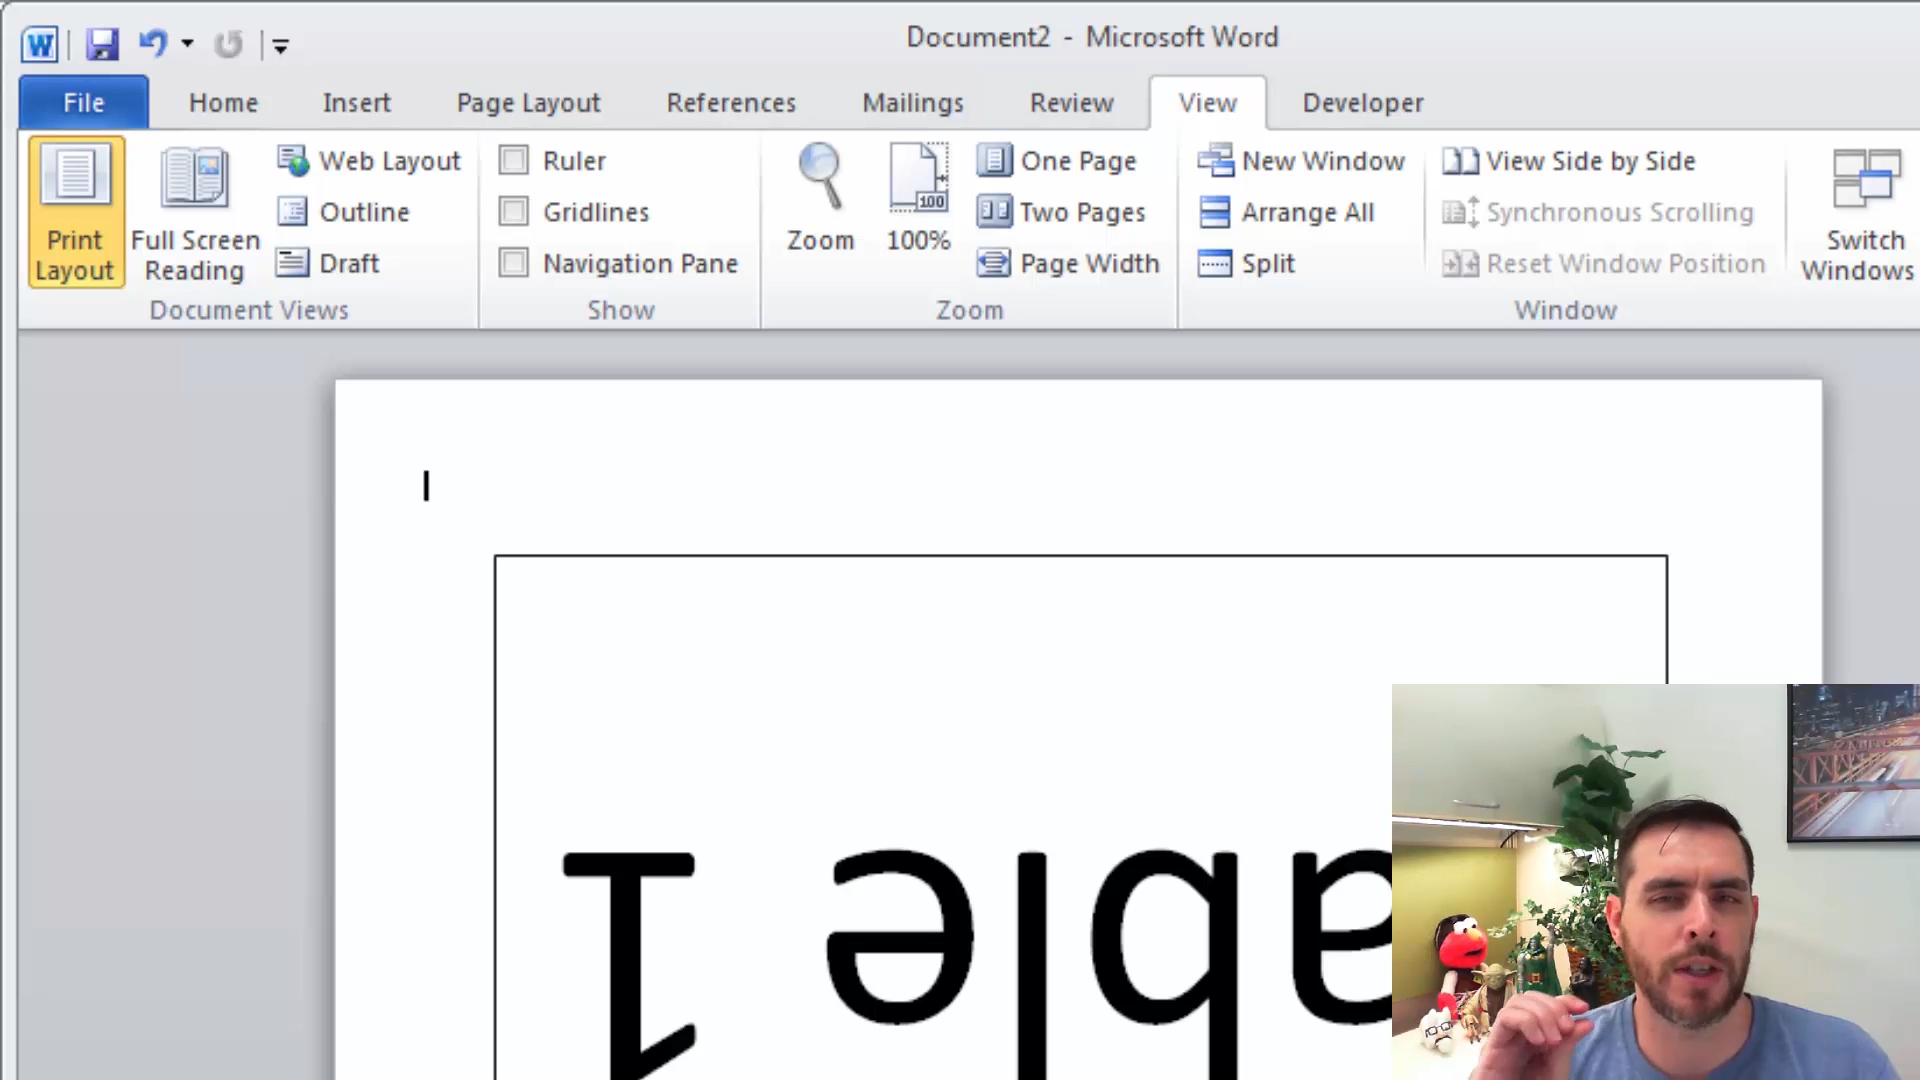 Document2 - Microsoft Word
File Home Insert Page Layout References Mailings Review View Developer
Print Layout
Full Screen Reading
Web Layout
Outline
Draft
Document Views
Ruler
Gridlines
Navigation Pane
Show
Zoom
100
100%
One Page
Two Pages
Page Width
Zoom
New Window
Arrange All
Split
View Side by Side
Synchronous Scrolling
Reset Window Position
Switch Windows
Window
able 1